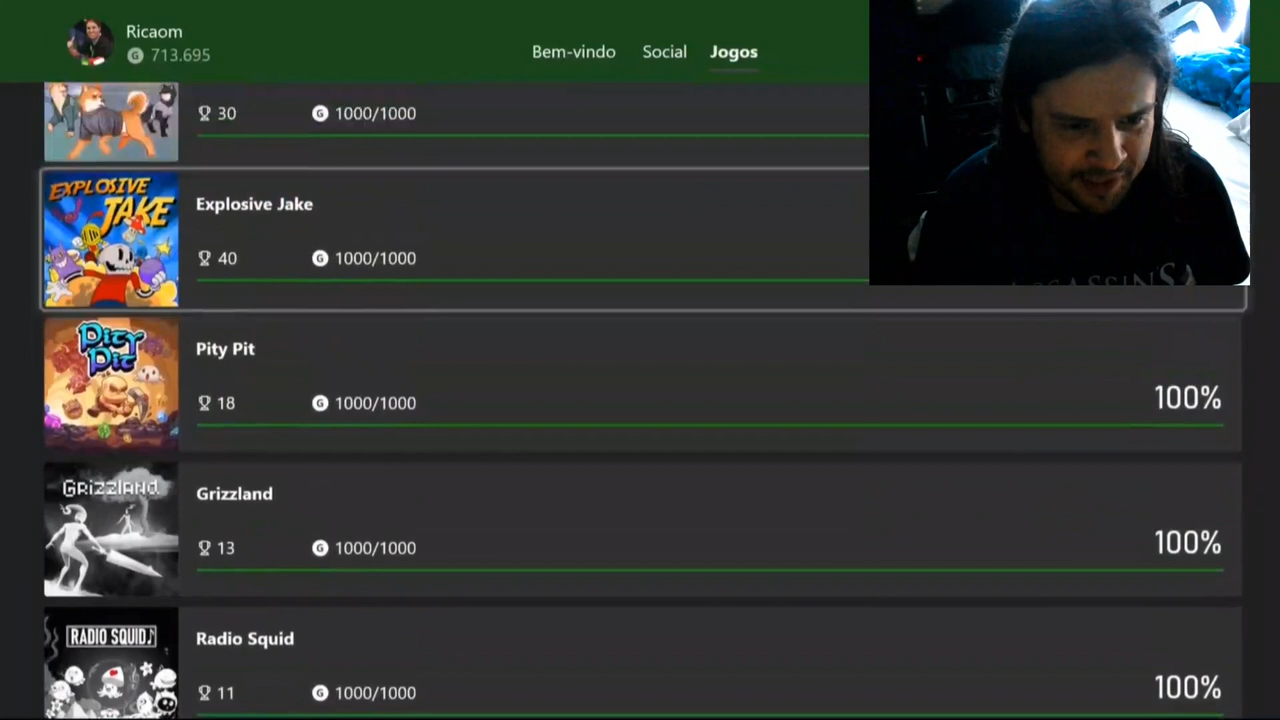 Ricaom
G 713.695
Bem-vindo Social Jogos
30 G 1000/1000
EXPLOSIVE JAKE
Explosive Jake
40 G 1000/1000
Pity Pit
Pity Pit
18 G 1000/1000
100%
GRIZZLAND
Grizzland
13 G 1000/1000
100%
RADIO SQUID♪
Radio Squid
11 G 1000/1000
100%
ASSASSIN'S